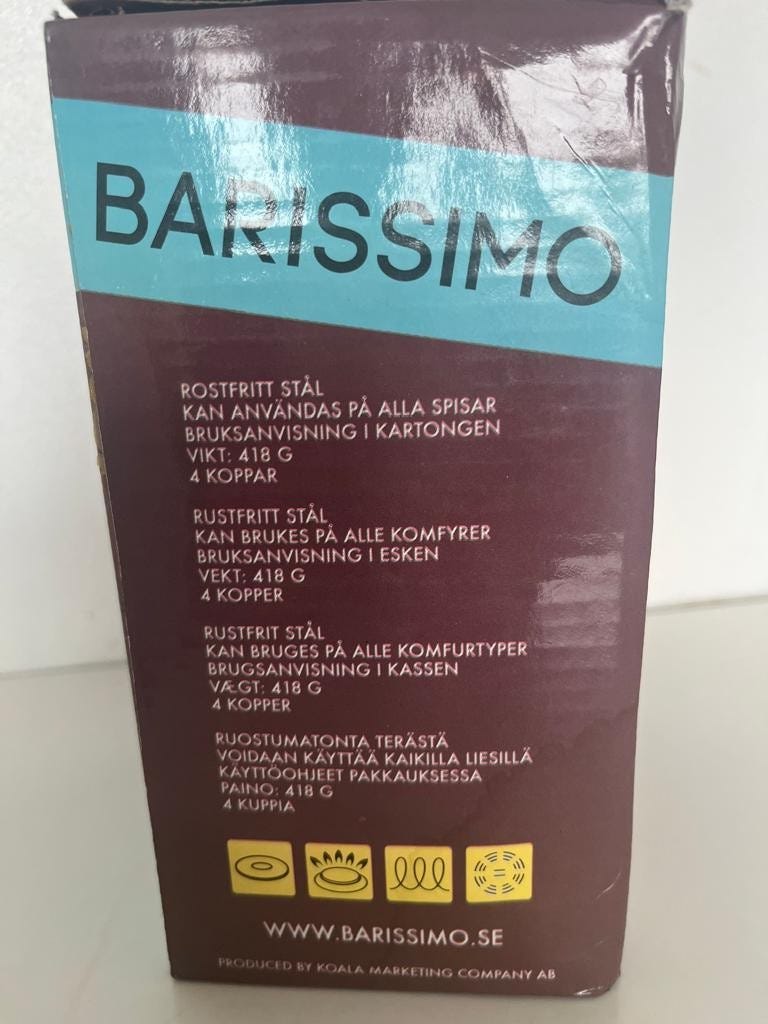 BARISSIMO
ROSTFRITT STÅL
KAN ANVÄNDAS PÅ ALLA SPISAR
BRUKSANVISNING I KARTONGEN
VIKT: 418 G
4 KOPPAR
RUSTFRITT STÅL
KAN BRUKES PÅ ALLE KOMFYRER
BRUKSANVISNING I ESKEN
VEKT: 418 G
4 KOPPER
RUSTFRIT STÅL
KAN BRUGES PÅ ALLE KOMFURTYPER
BRUGSANVISNING I KASSEN
VÆGT: 418 G
4 KOPPER
RUOSTUMATONTA TERÄSTÄ
VOIDAAN KÄYTTÄÄ KAIKILLA LIESILLÄ
KÄYTTÖOHJEET PAKKAUKSESSA
PAINO: 418 G
4 KUPPIA
WWW.BARISSIMO.SE
PRODUCED BY KOALA MARKETING COMPANY AB